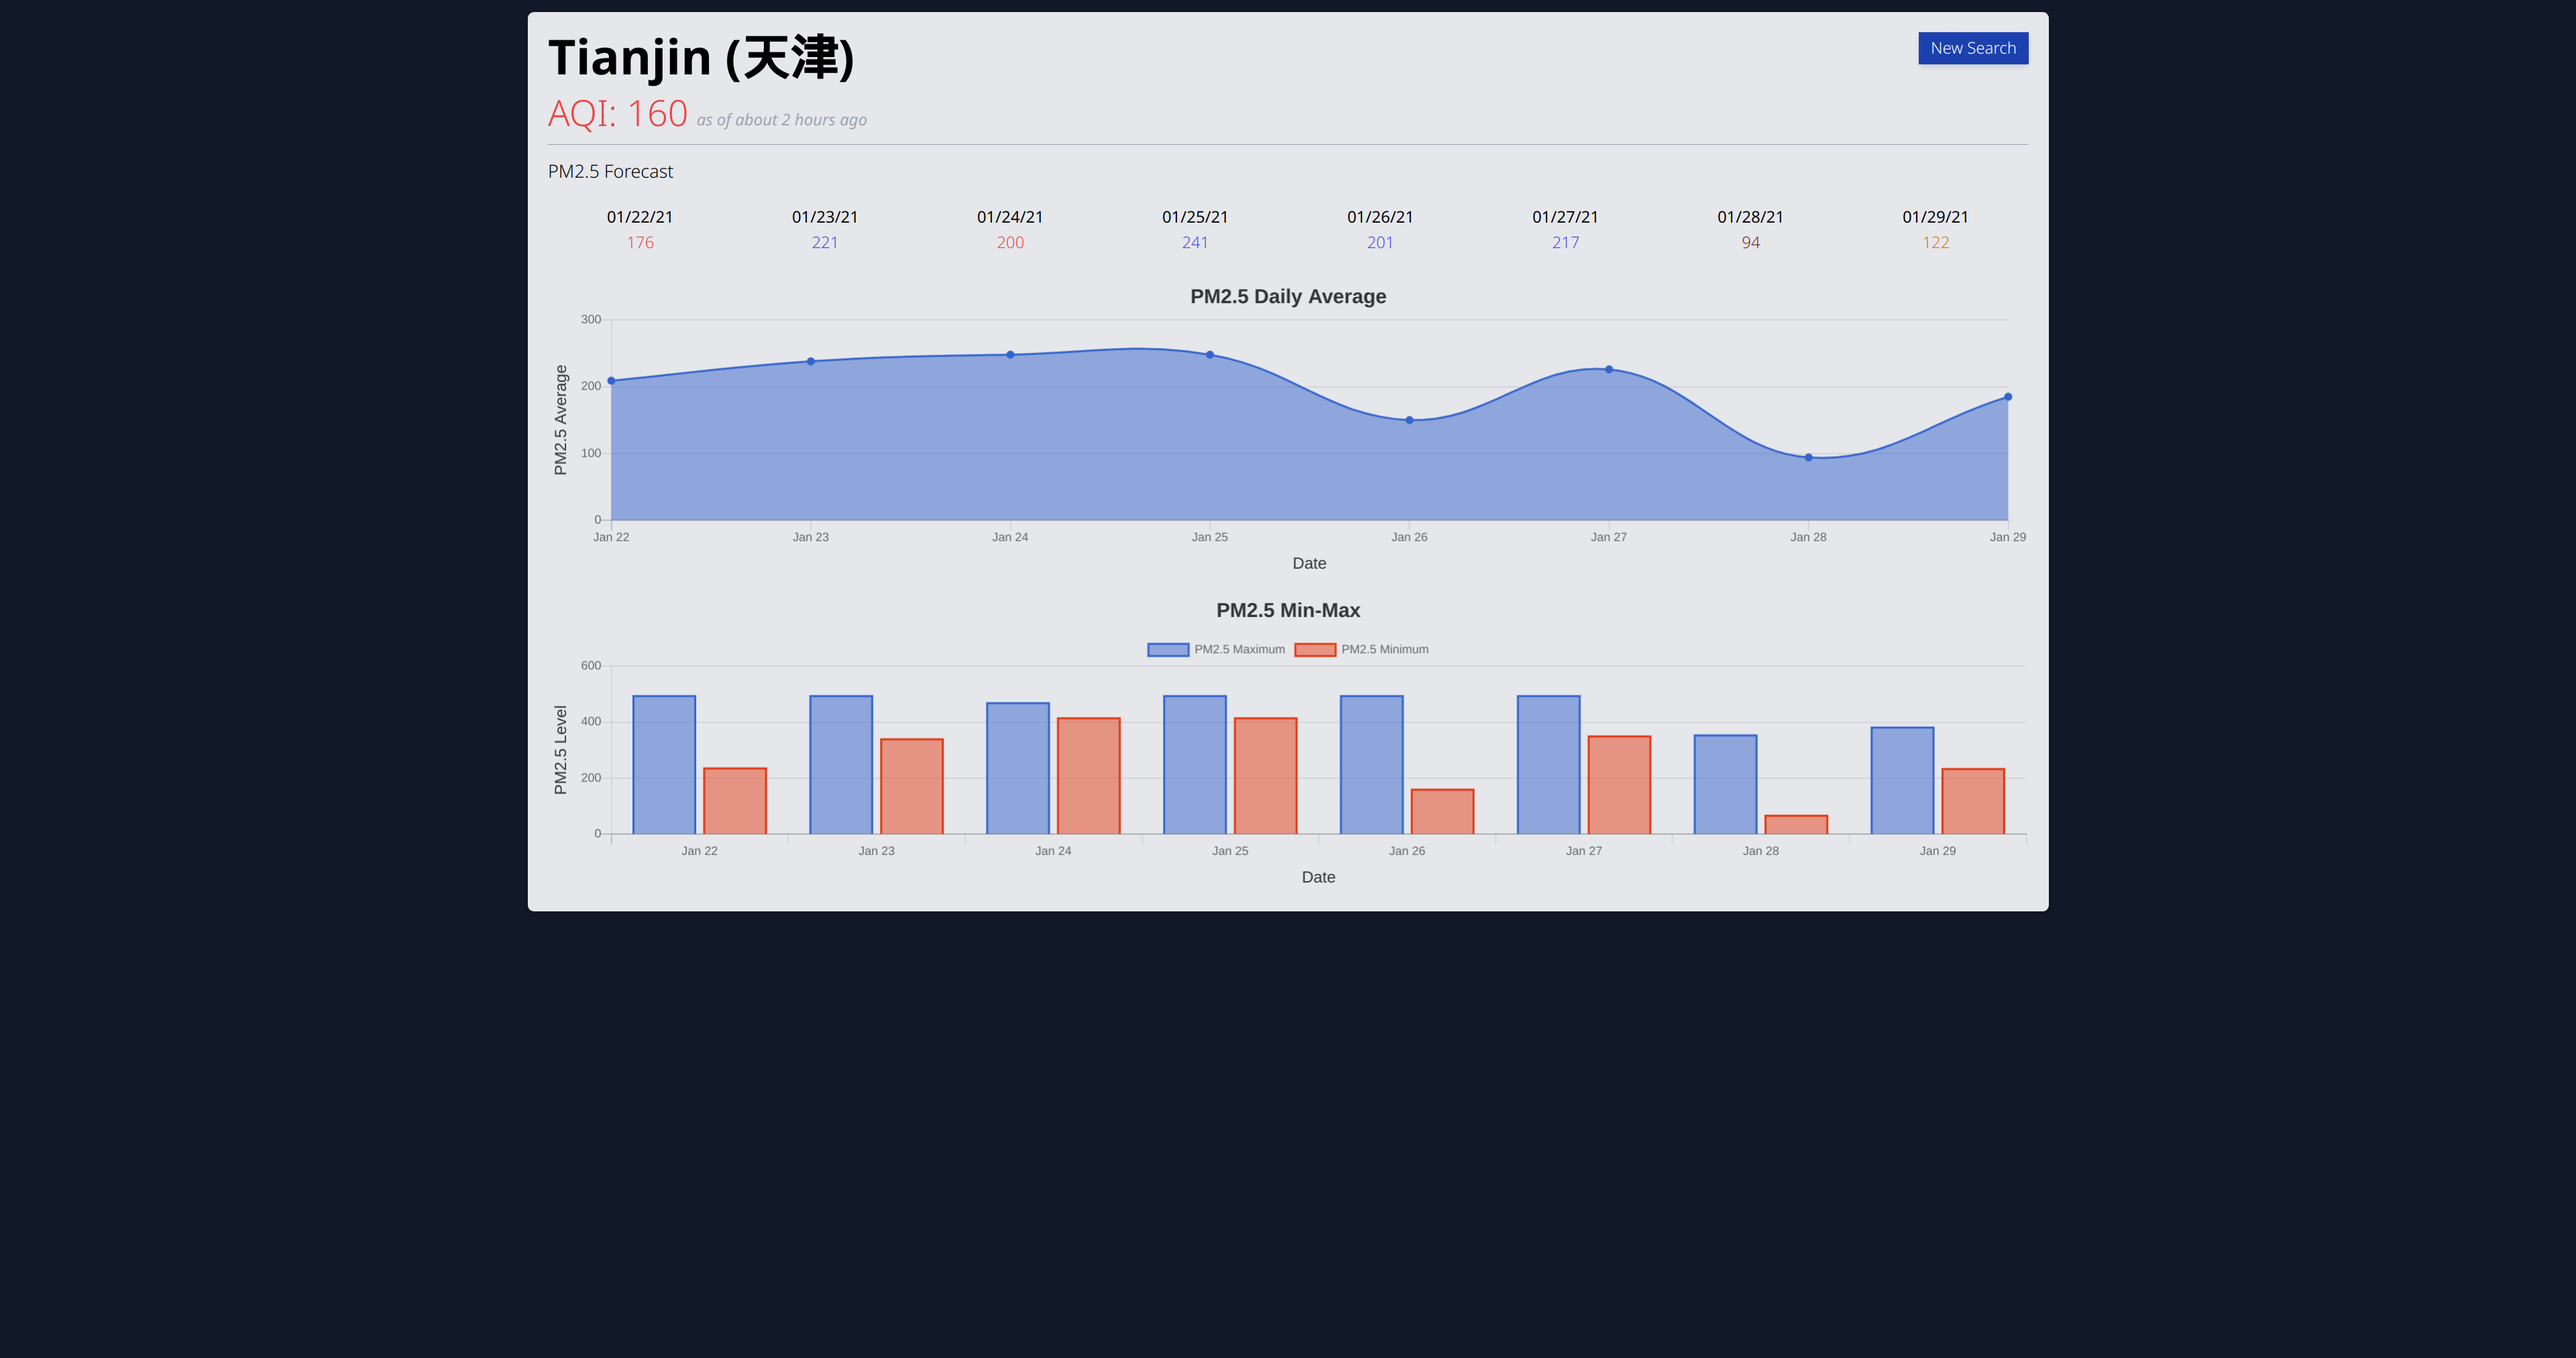 Tianjin (天津)
New Search
AQI: 160 as of about 2 hours ago
PM2.5 Forecast
01/22/21 01/23/21 01/24/21 01/25/21 01/26/21 01/27/21 01/28/21 01/29/21
176 221 200 241 201 217 94 122
PM2.5 Daily Average
PM2.5 Average
300
200
100
0
Jan 22 Jan 23 Jan 24 Jan 25 Jan 26 Jan 27 Jan 28 Jan 29
Date
PM2.5 Min-Max
PM2.5 Maximum PM2.5 Minimum
PM2.5 Level
600
400
200
0
Jan 22 Jan 23 Jan 24 Jan 25 Jan 26 Jan 27 Jan 28 Jan 29
Date